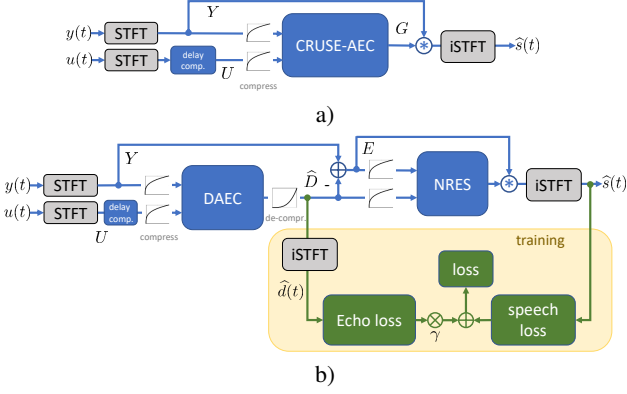 Y
y(t) STFT G iSTFT ŝ(t)
CRUSE-AEC *
u(t) STFT delay comp. U
compress
a)
Y E
y(t) STFT D̂ - NRES * iSTFT ŝ(t)
DAEC
u(t) STFT delay comp.
U compress de-compr.
training
iSTFT loss
d̂(t)
Echo loss γ speech loss
b)